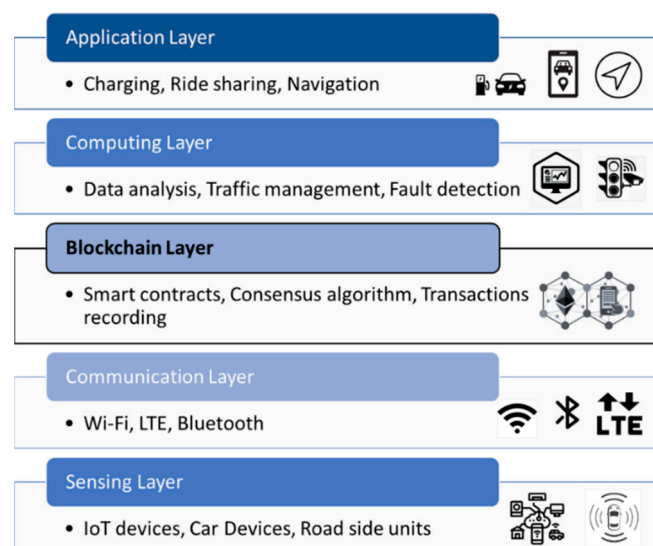 Application Layer
• Charging, Ride sharing, Navigation
Computing Layer
• Data analysis, Traffic management, Fault detection
Blockchain Layer
• Smart contracts, Consensus algorithm, Transactions
recording
Communication Layer
• Wi-Fi, LTE, Bluetooth
LTE
Sensing Layer
• IoT devices, Car Devices, Road side units